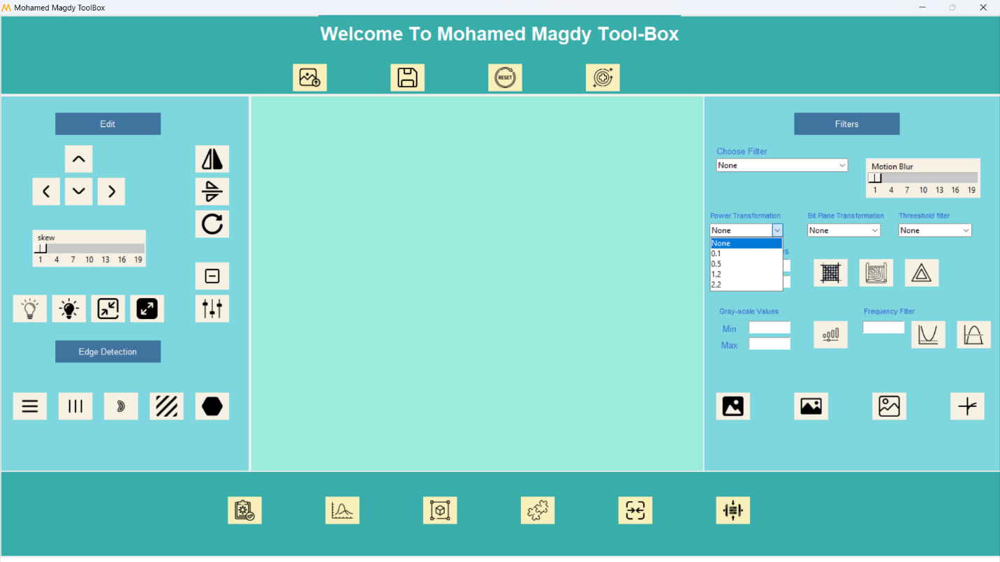 Mohamed Magdy ToolBox
Welcome To Mohamed Magdy Tool-Box
RESET
Edit
skew
1 4 7 10 13 16 19
Edge Detection
Filters
Choose Filter
None
Motion Blur
1 4 7 10 13 16 19
Power Transformation
None
None
0.1
0.5
1.2
2.2
Bit Plane Transformation
None
Threeshold filter
None
Gray-scale Values
Min
Max
Frequency Filter